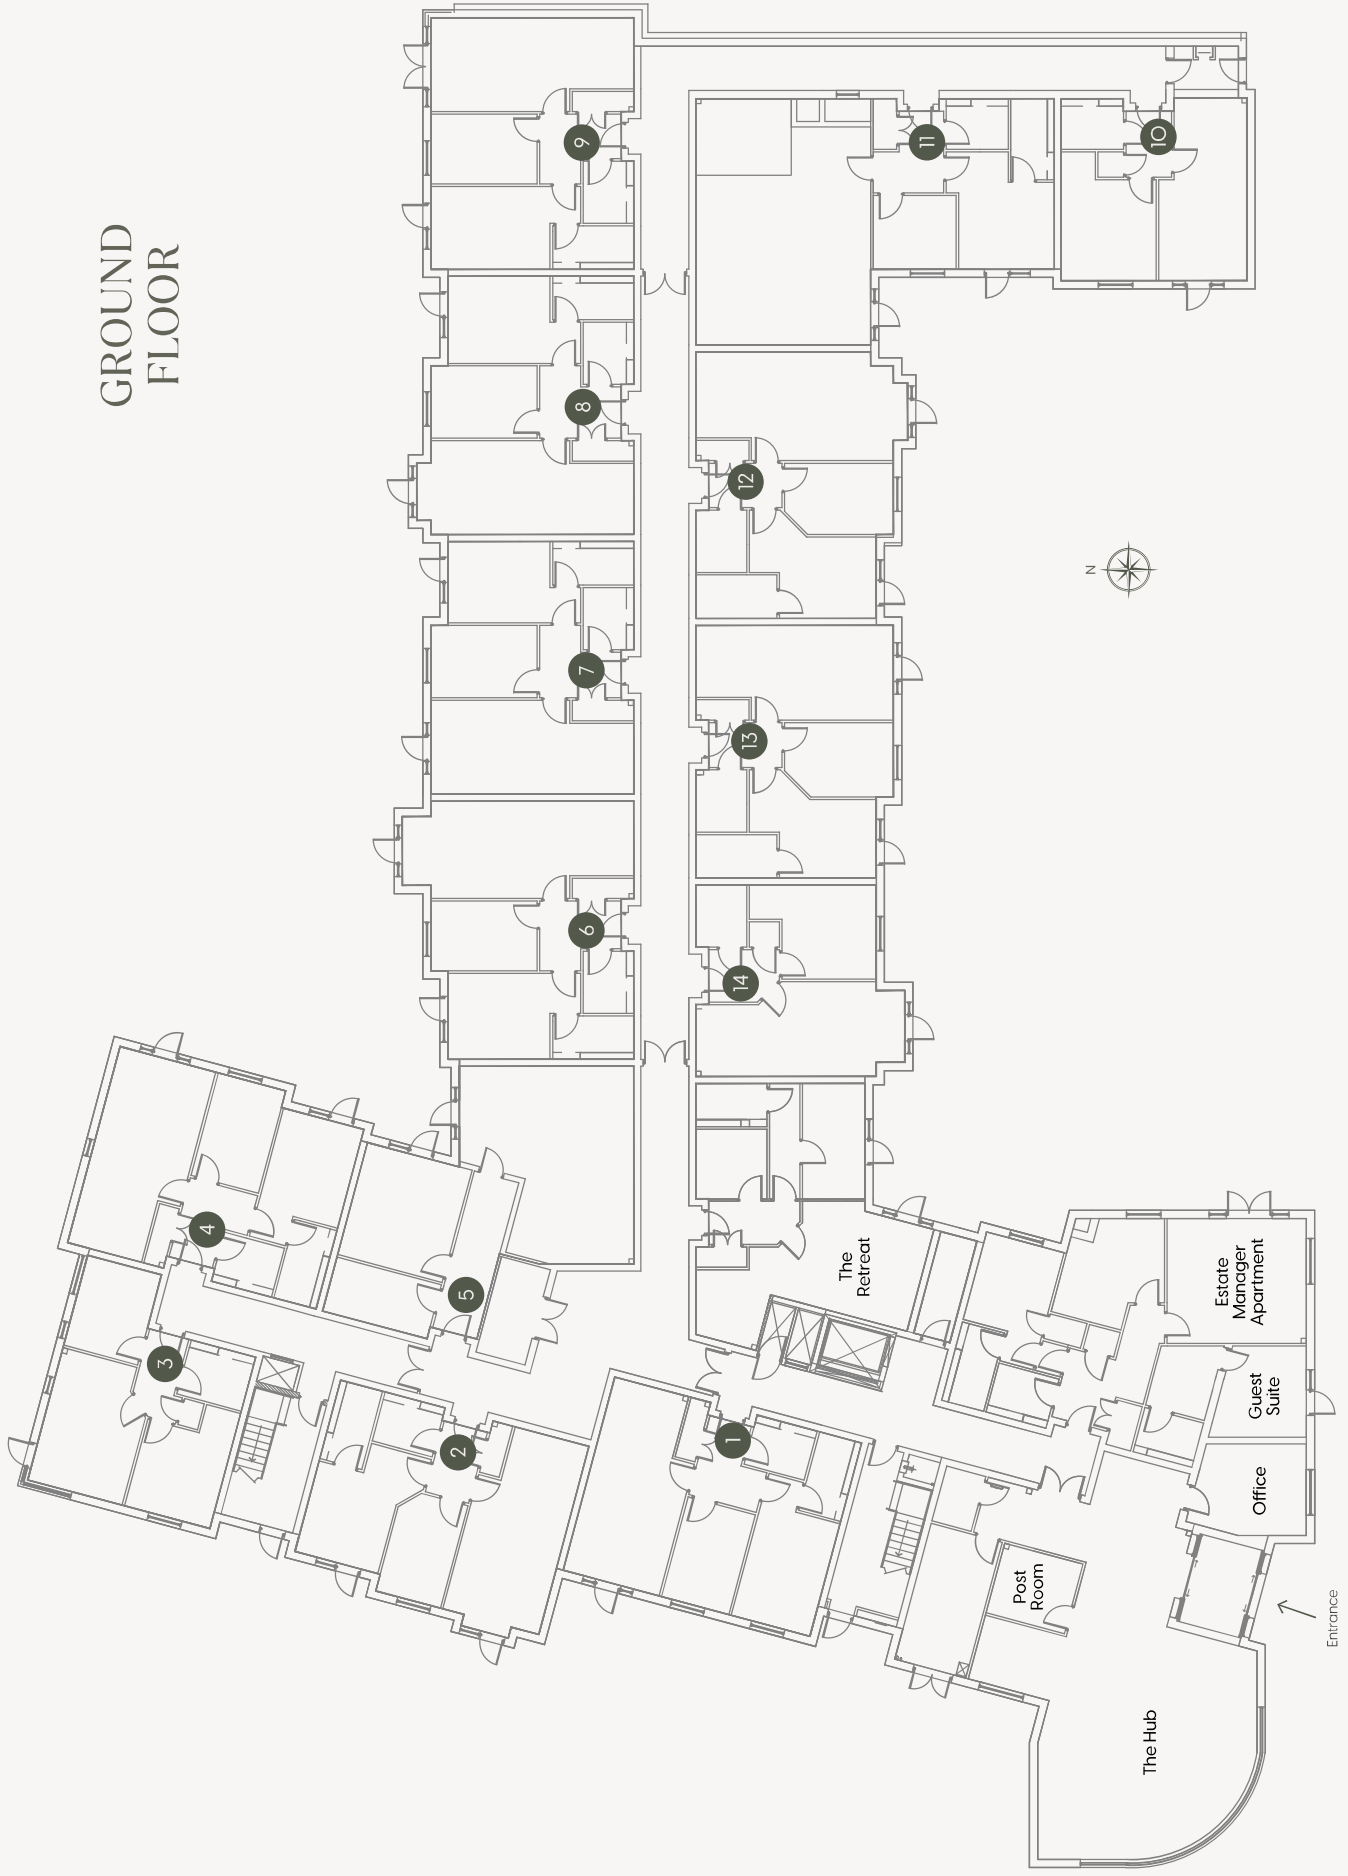 GROUND
FLOOR
9
11
10
8
12
N
7
13
6
14
4
5
3
2
1
The
Retreat
Estate
Manager
Apartment
Guest
Suite
Office
Post
Room
Entrance
The Hub